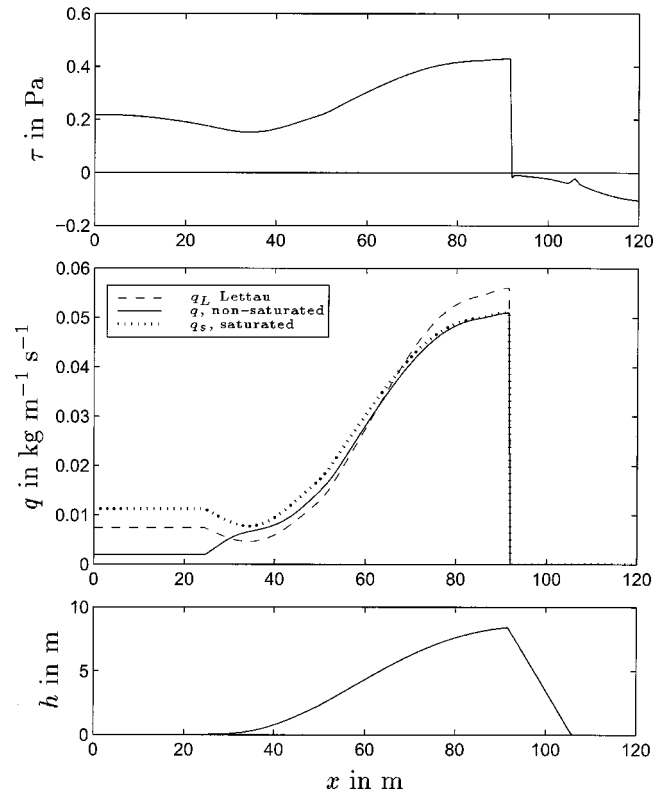 0.6
0.4
0.2
0
−0.2
τ in Pa
0 20 40 60 80 100 120
0.06
0.05
0.04
0.03
0.02
0.01
0
q in kg m⁻¹ s⁻¹
q_L Lettau
q, non-saturated
q_s, saturated
0 20 40 60 80 100 120
10
5
0
h in m
0 20 40 60 80 100 120
x in m